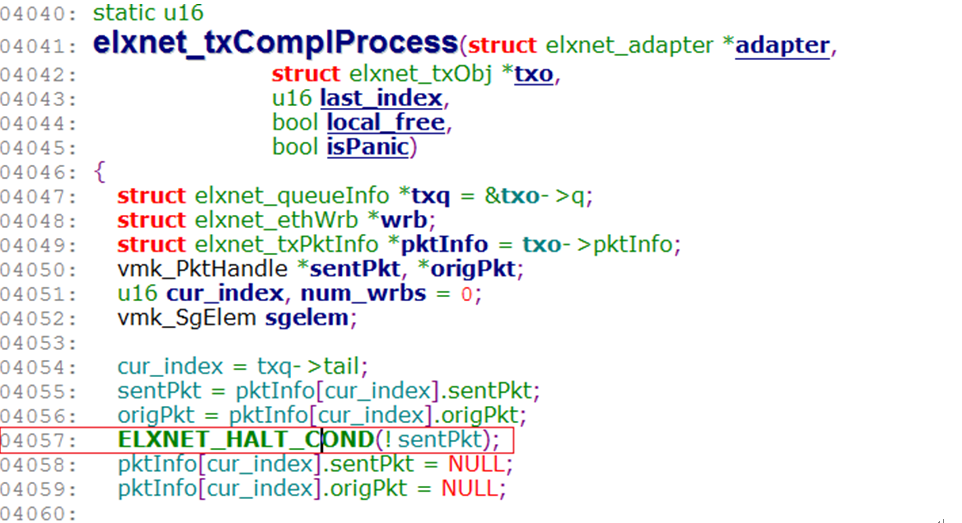 04040: static u16
04041: elxnet_txComplProcess(struct elxnet_adapter *adapter,
04042: struct elxnet_txObj *txo,
04043: u16 last_index,
04044: bool local_free,
04045: bool isPanic)
04046: {
04047: struct elxnet_queueInfo *txq = &txo->q;
04048: struct elxnet_ethWrb *wrb;
04049: struct elxnet_txPktInfo *pktInfo = txo->pktInfo;
04050: vmk_PktHandle *sentPkt, *origPkt;
04051: u16 cur_index, num_wrbs = 0;
04052: vmk_SgElem sgelem;
04053:
04054: cur_index = txq->tail;
04055: sentPkt = pktInfo[cur_index].sentPkt;
04056: origPkt = pktInfo[cur_index].origPkt;
04057: ELXNET_HALT_COND(! sentPkt);
04058: pktInfo[cur_index].sentPkt = NULL;
04059: pktInfo[cur_index].origPkt = NULL;
04060: